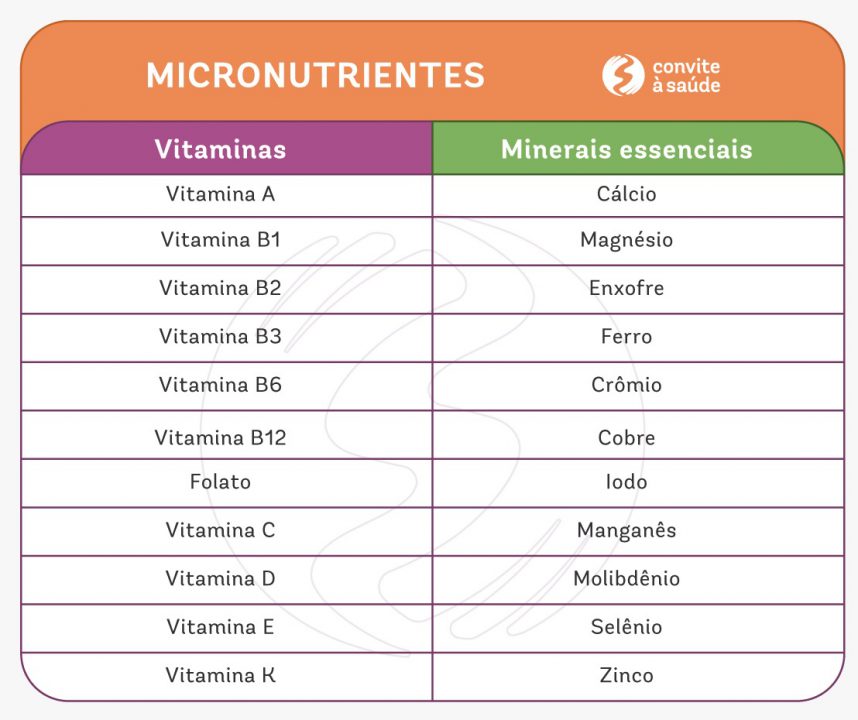 MICRONUTRIENTES
convite
à saúde
Vitaminas Minerais essenciais
Vitamina A Cálcio
Vitamina B1 Magnésio
Vitamina B2 Enxofre
Vitamina B3 Ferro
Vitamina B6 Crômio
Vitamina B12 Cobre
Folato Iodo
Vitamina C Manganês
Vitamina D Molibdênio
Vitamina E Selênio
Vitamina K Zinco